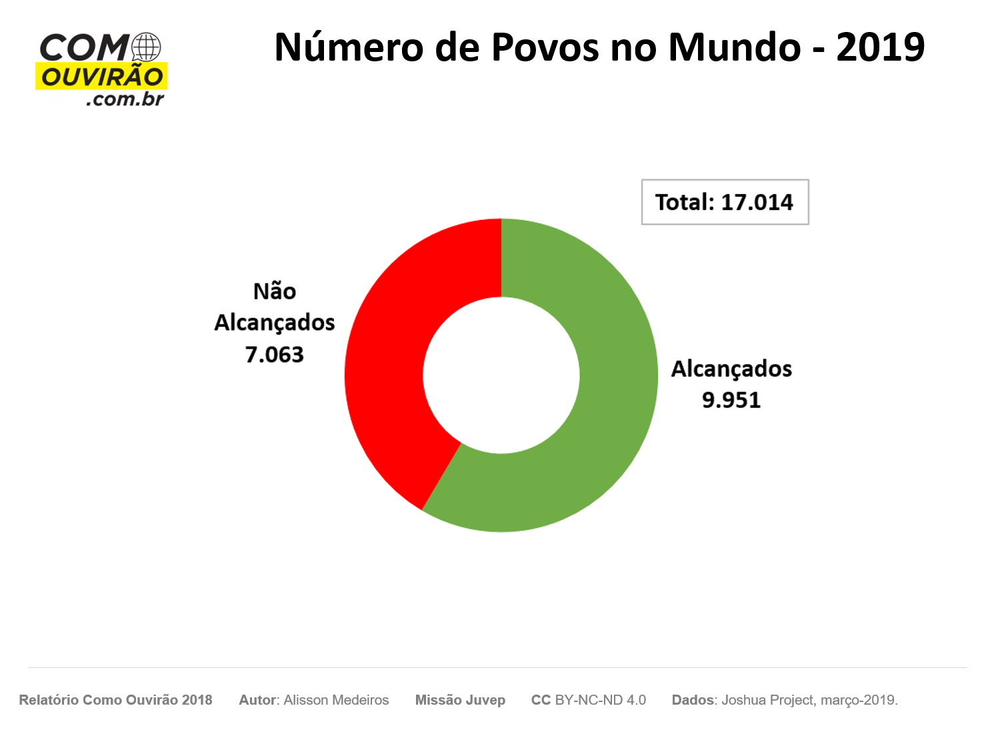 COMO
OUVIRÃO
.com.br
Número de Povos no Mundo - 2019
Total: 17.014
Não
Alcançados
7.063
Alcançados
9.951
Relatório Como Ouvirão 2018 Autor: Alisson Medeiros Missão Juvep CC BY-NC-ND 4.0 Dados: Joshua Project, março-2019.